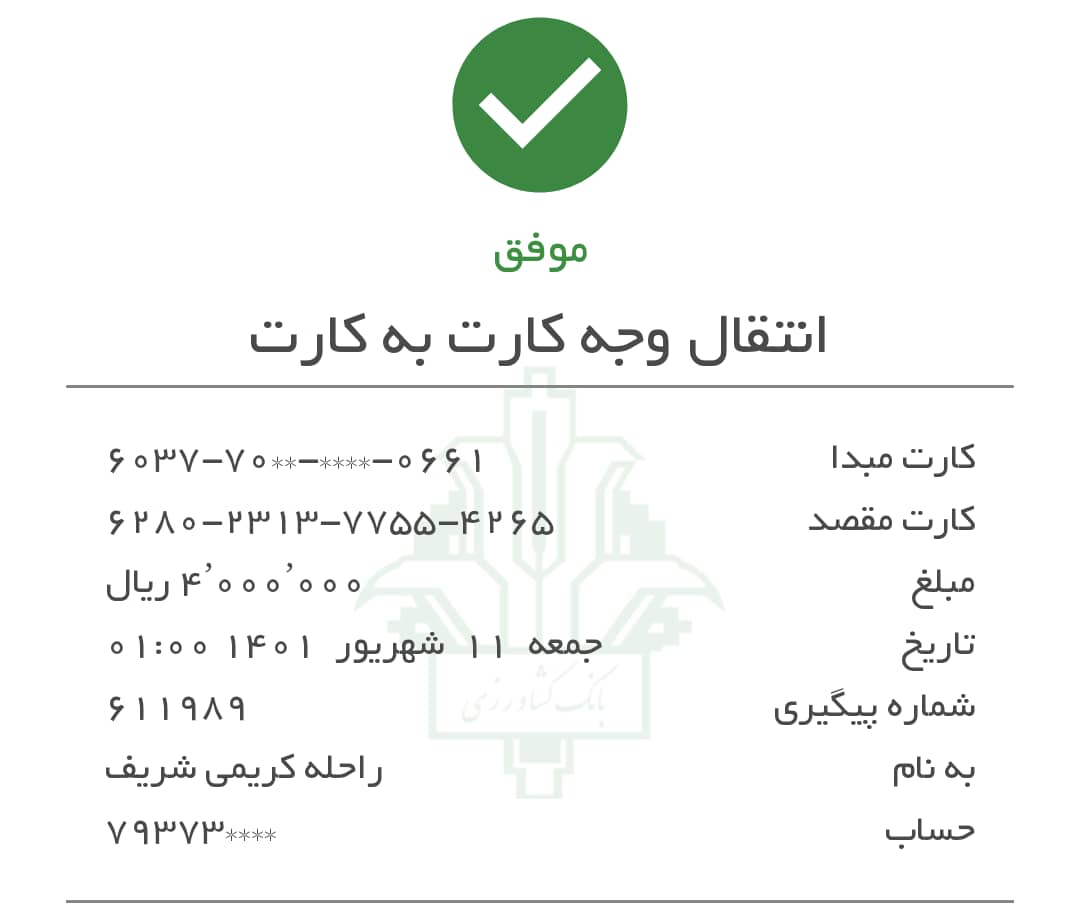 موفق
انتقال وجه کارت به کارت
کارت مبدا ۶۰۳۷-۷۰**-****-۰۶۶۱
کارت مقصد ۶۲۸۰-۲۳۱۳-۷۷۵۵-۴۲۶۵
مبلغ ۴٬۰۰۰٬۰۰۰ ریال
تاریخ جمعه ۱۱ شهریور ۱۴۰۱ ۰۱:۰۰
شماره پیگیری ۶۱۱۹۸۹
به نام راحله کریمی شریف
حساب ۷۹۳۷۳****
بانک کشاورزی